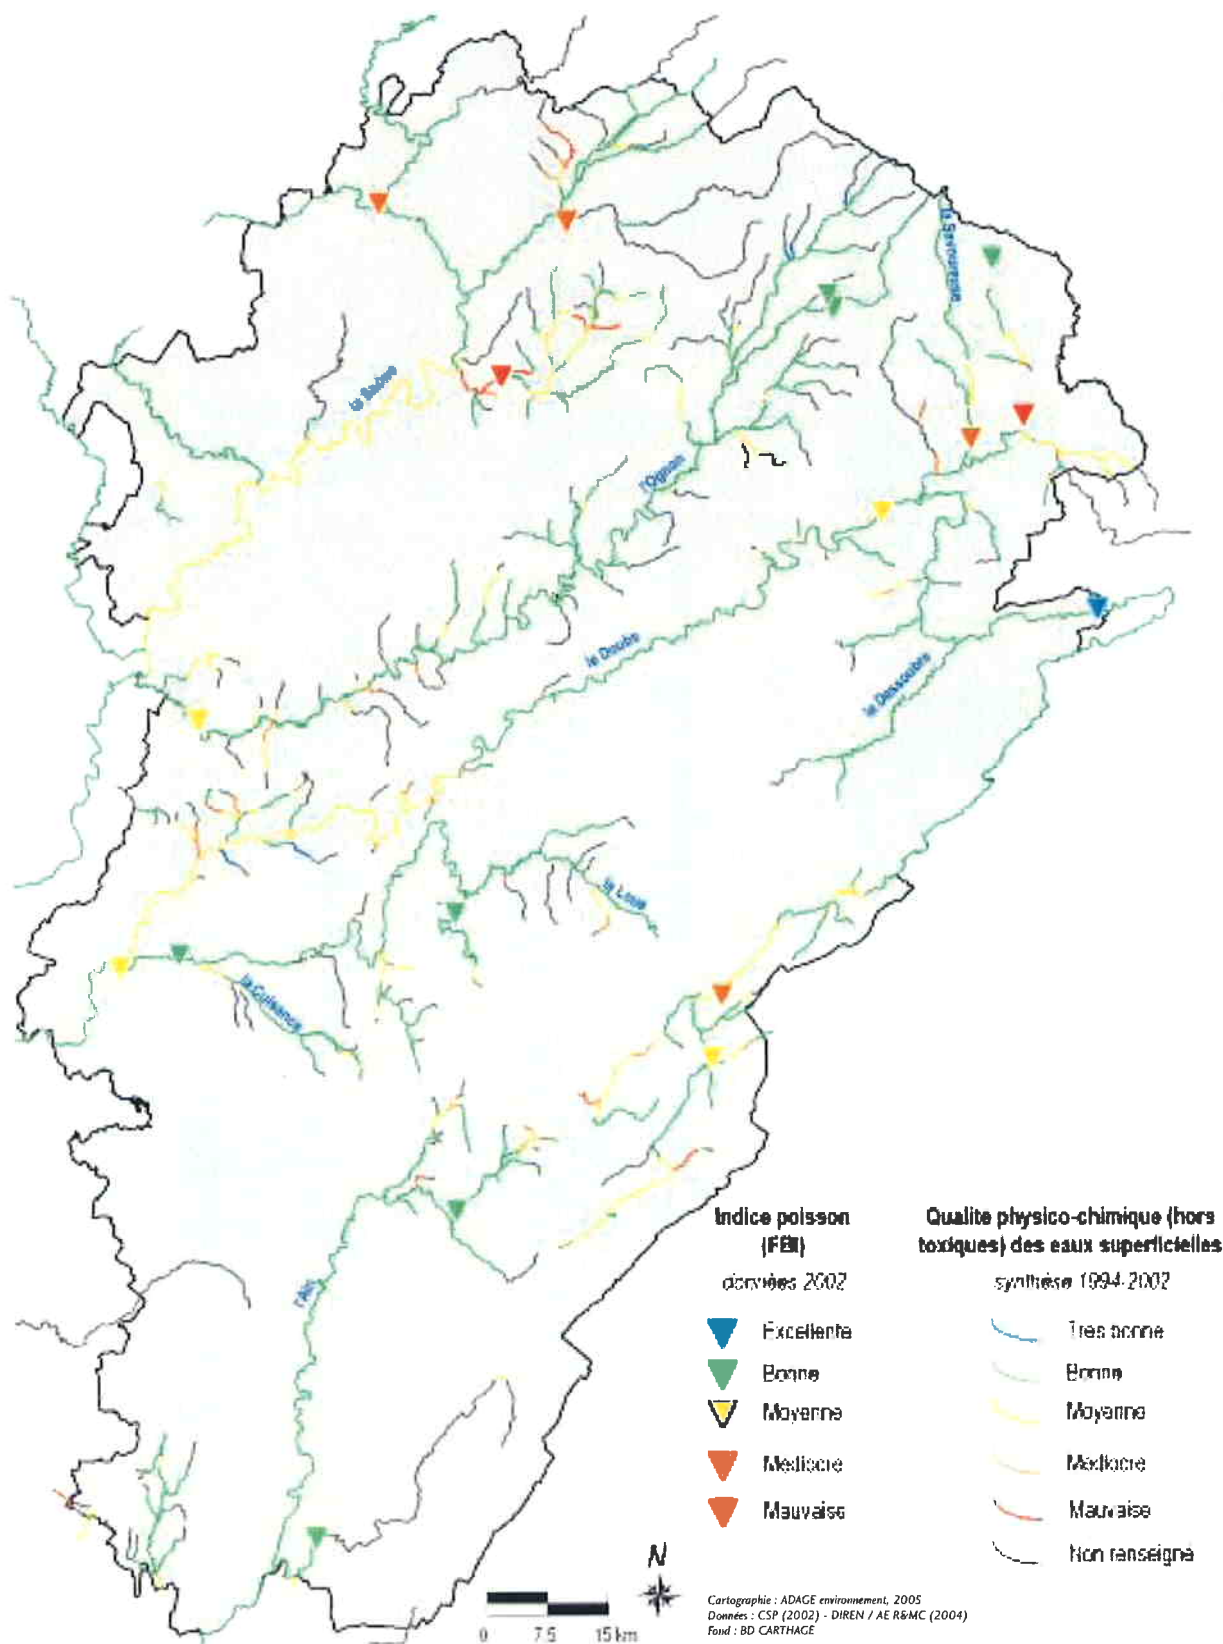 la Savoureuse
la Saône
l'Ognon
le Doubs
le Dessoubre
la Loue
la Cuisance
l'Ain
Indice poisson
(FBI)
données 2002
Excellente
Bonne
Moyenne
Médiocre
Mauvaise
Qualité physico-chimique (hors
toxiques) des eaux superficielles
synthèse 1994-2002
Très bonne
Bonne
Moyenne
Médiocre
Mauvaise
Non renseigné
N
0 7.5 15 km
Cartographie : ADAGE environnement, 2005
Données : CSP (2002) - DIREN / AE R&MC (2004)
Fond : BD CARTHAGE